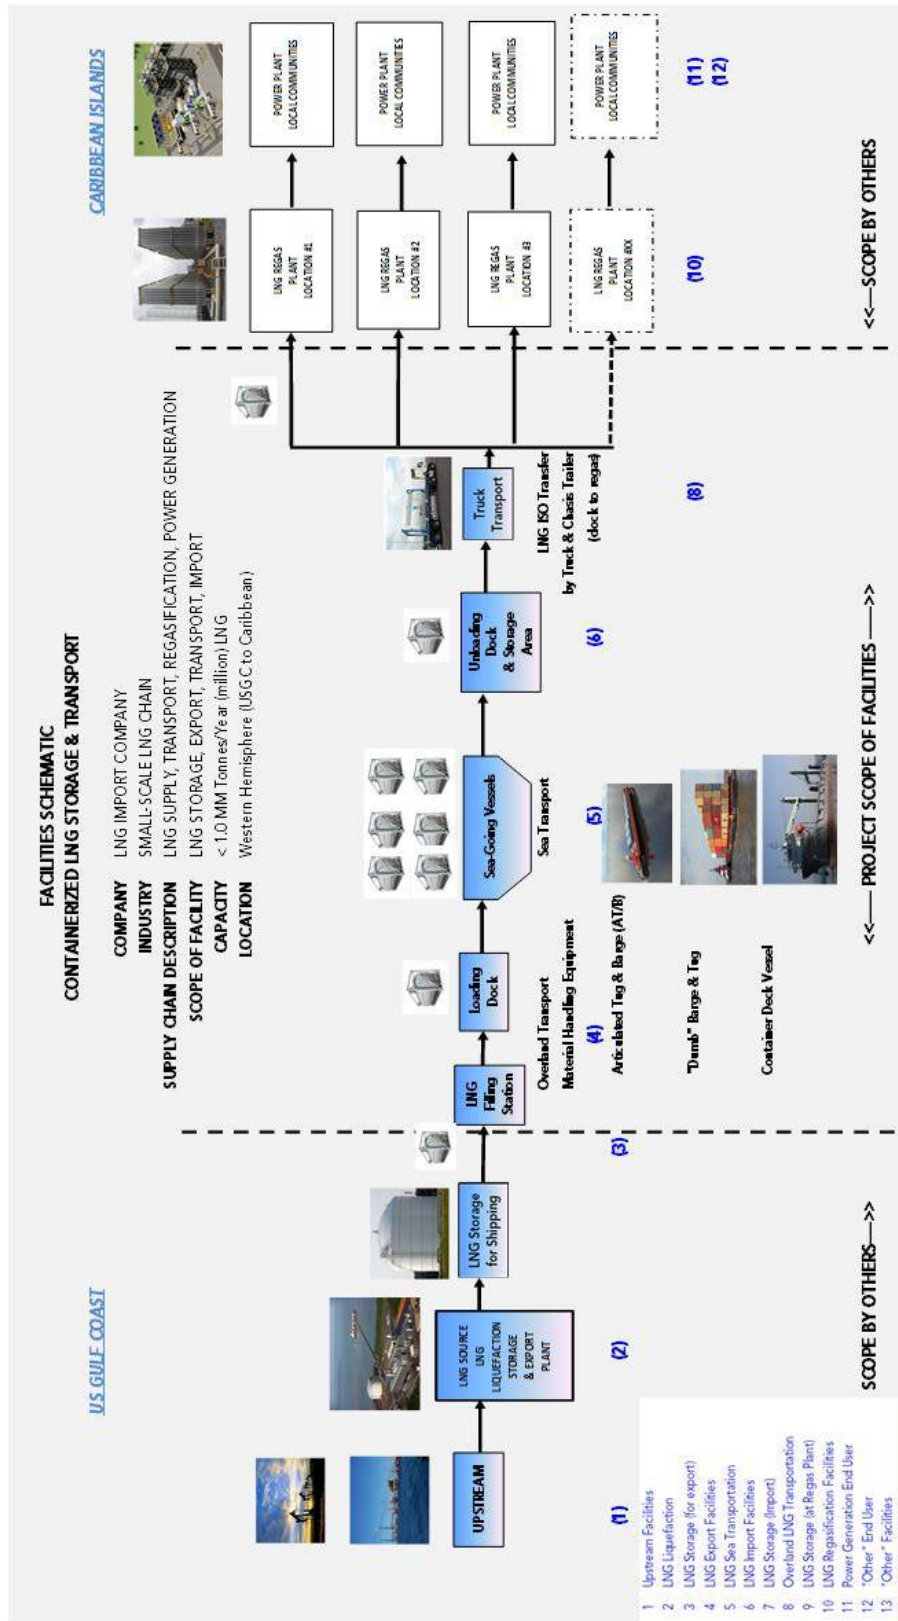 FACILITIES SCHEMATIC
CONTAINERIZED LNG STORAGE & TRANSPORT
US GULF COAST
CARIBBEAN ISLANDS
COMPANY LNG IMPORT COMPANY
INDUSTRY SMALL-SCALE LNG CHAIN
SUPPLY CHAIN DESCRIPTION LNG SUPPLY, TRANSPORT, REGASIFICATION, POWER GENERATION
SCOPE OF FACILITY LNG STORAGE, EXPORT, TRANSPORT, IMPORT
CAPACITY < 1.0 MM Tonnes/Year (million) LNG
LOCATION Western Hemisphere (USGC to Caribbean)
UPSTREAM
LNG SOURCE
LNG
LIQUEFACTION
STORAGE
& EXPORT
PLANT
LNG Storage
for Shipping
LNG
Filling
Station
Loading
Dock
Sea-Going Vessels
Unloading
Dock
& Storage
Area
Truck
Transport
LNG REGAS
PLANT
LOCATION #1
POWER PLANT
LOCAL COMMUNITIES
LNG REGAS
PLANT
LOCATION #2
POWER PLANT
LOCAL COMMUNITIES
LNG REGAS
PLANT
LOCATION #3
POWER PLANT
LOCAL COMMUNITIES
LNG REGAS
PLANT
LOCATION #XX
POWER PLANT
LOCAL COMMUNITIES
Overland Transport
Material Handling Equipment
Sea Transport
LNG ISO Transfer
by Truck & Chasis Trailer
(dock to regas)
(1)
(2)
(3)
(4)
(5)
(6)
(8)
(10)
(11)
(12)
Articulated Tug & Barge (AT/B)
"Dumb" Barge & Tug
Container Deck Vessel
1 Upstream Facilities
2 LNG Liquefaction
3 LNG Storage (for export)
4 LNG Export Facilities
5 LNG Sea Transportation
6 LNG Import Facilities
7 LNG Storage (Import)
8 Overland LNG Transportation
9 LNG Storage (at Regas Plant)
10 LNG Regasification Facilities
11 Power Generation End User
12 "Other" End User
13 "Other" Facilities
SCOPE BY OTHERS—>>
<<—— PROJECT SCOPE OF FACILITIES ——>>
<<—SCOPE BY OTHERS